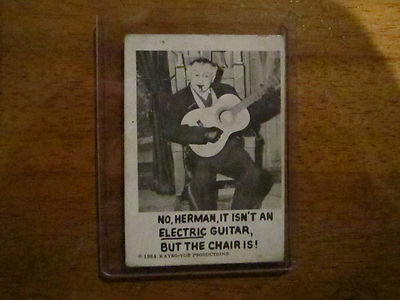 NO, HERMAN, IT ISN'T AN
ELECTRIC GUITAR,
BUT THE CHAIR IS!
© 1964 KAYRO-VUE PRODUCTIONS